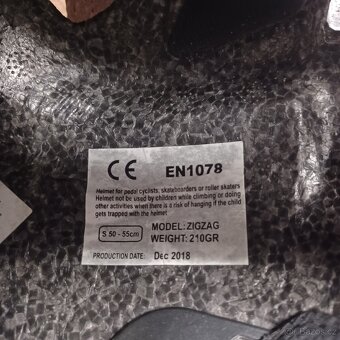 CE EN1078
Helmet for pedal cyclists, skateboarders or roller skaters
Helmet not be used by children while climbing or doing
other activities when there is a risk of hanging if the child
gets trapped with the helmet
S 50 - 55cm
MODEL:ZIGZAG
WEIGHT:210GR
PRODUCTION DATE: Dec 2018